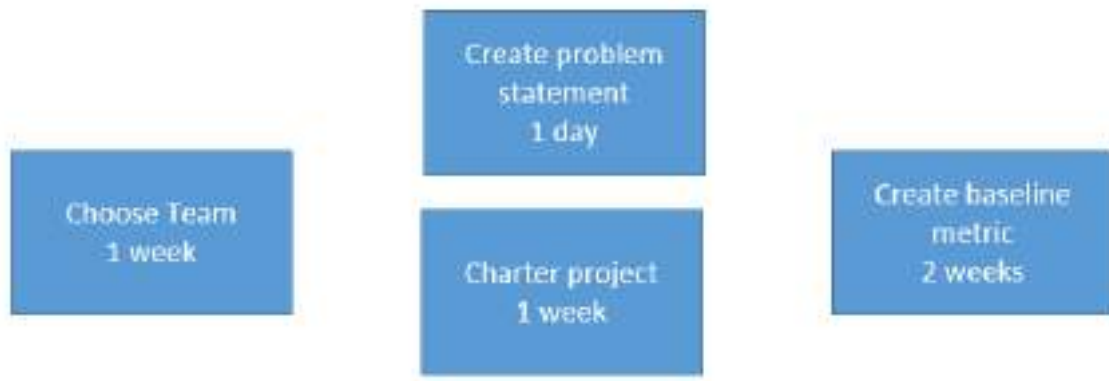 Choose Team
1 week
Create problem
statement
1 day
Charter project
1 week
Create baseline
metric
2 weeks